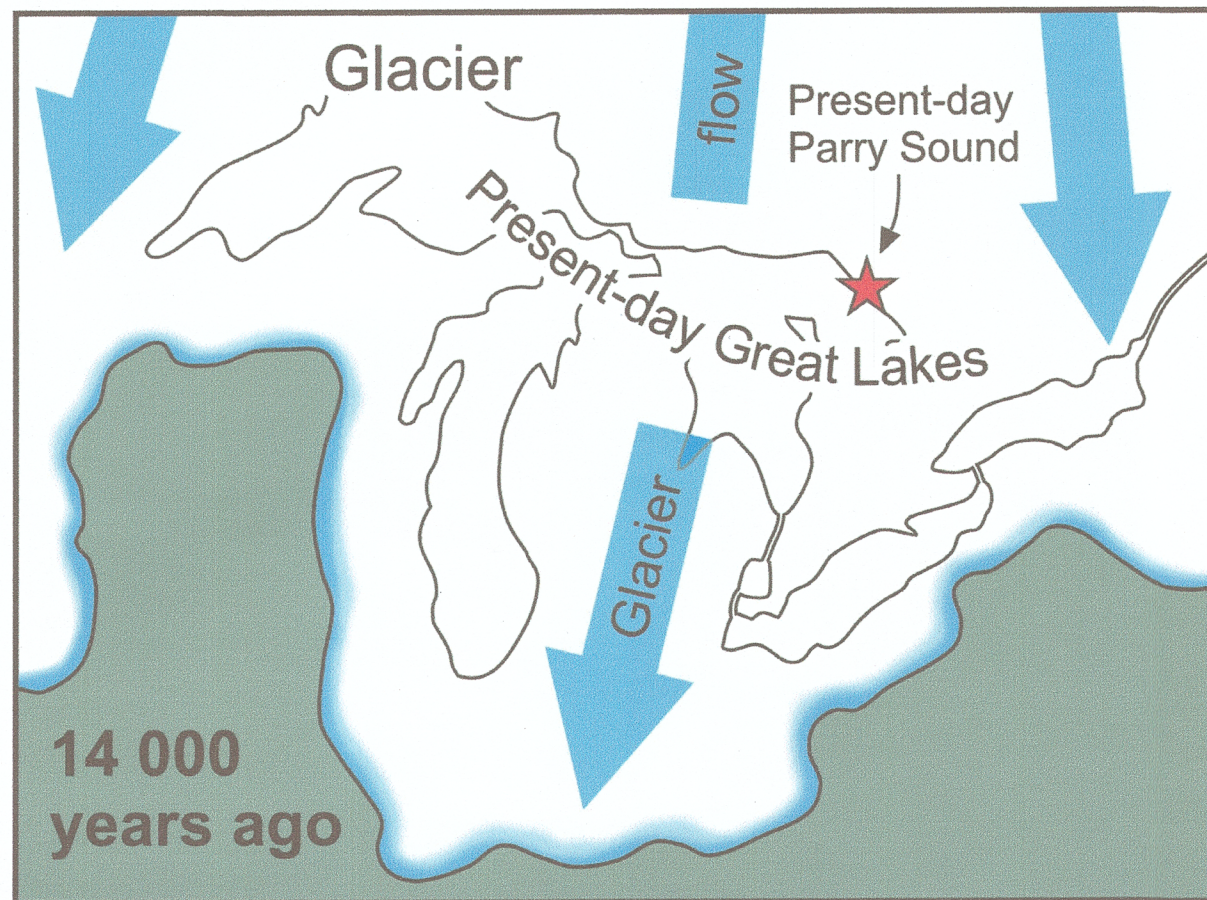 Glacier
flow
Present-day
Parry Sound
Present-day Great Lakes
Glacier
14 000
years ago